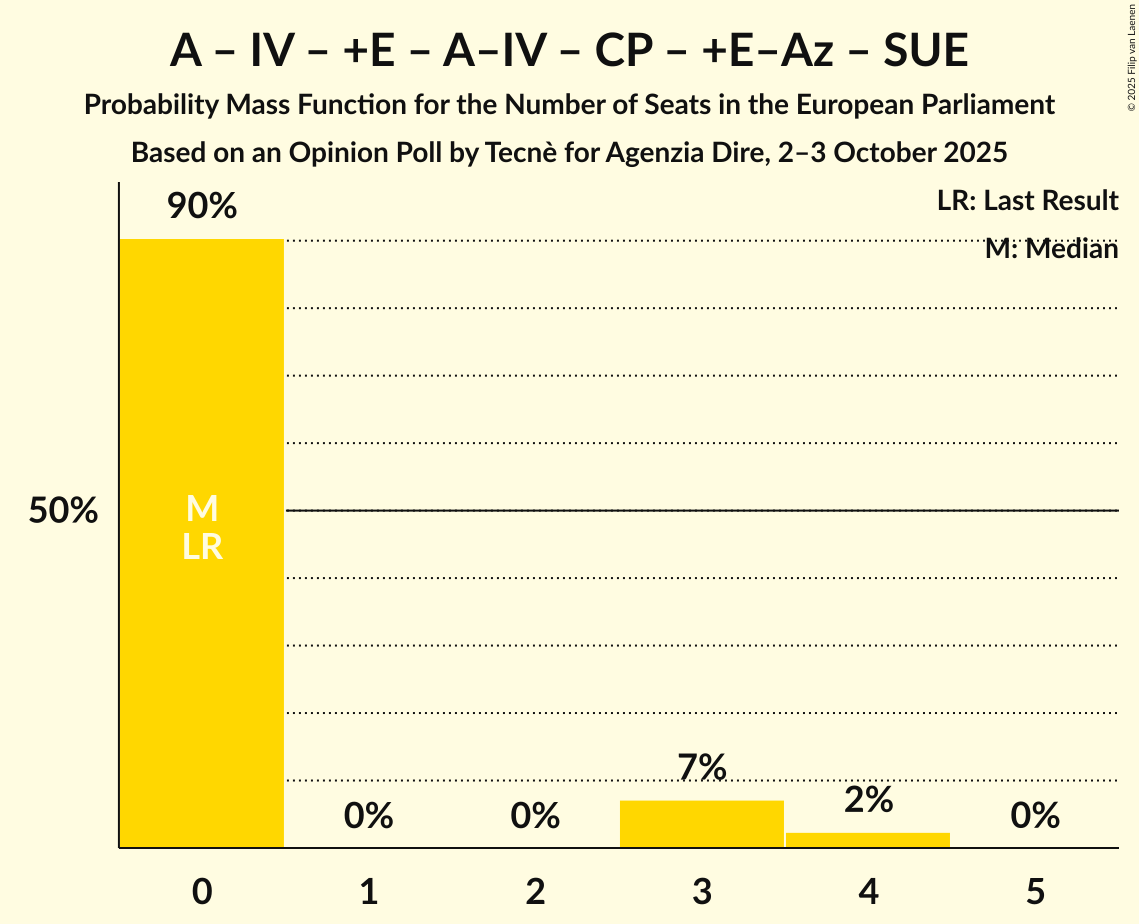 A – IV – +E – A–IV – CP – +E–Az – SUE
Probability Mass Function for the Number of Seats in the European Parliament
Based on an Opinion Poll by Tecnè for Agenzia Dire, 2–3 October 2025
© 2025 Filip van Laenen
LR: Last Result
M: Median
90%
50%
M
LR
0%
0%
7%
2%
0%
0
1
2
3
4
5